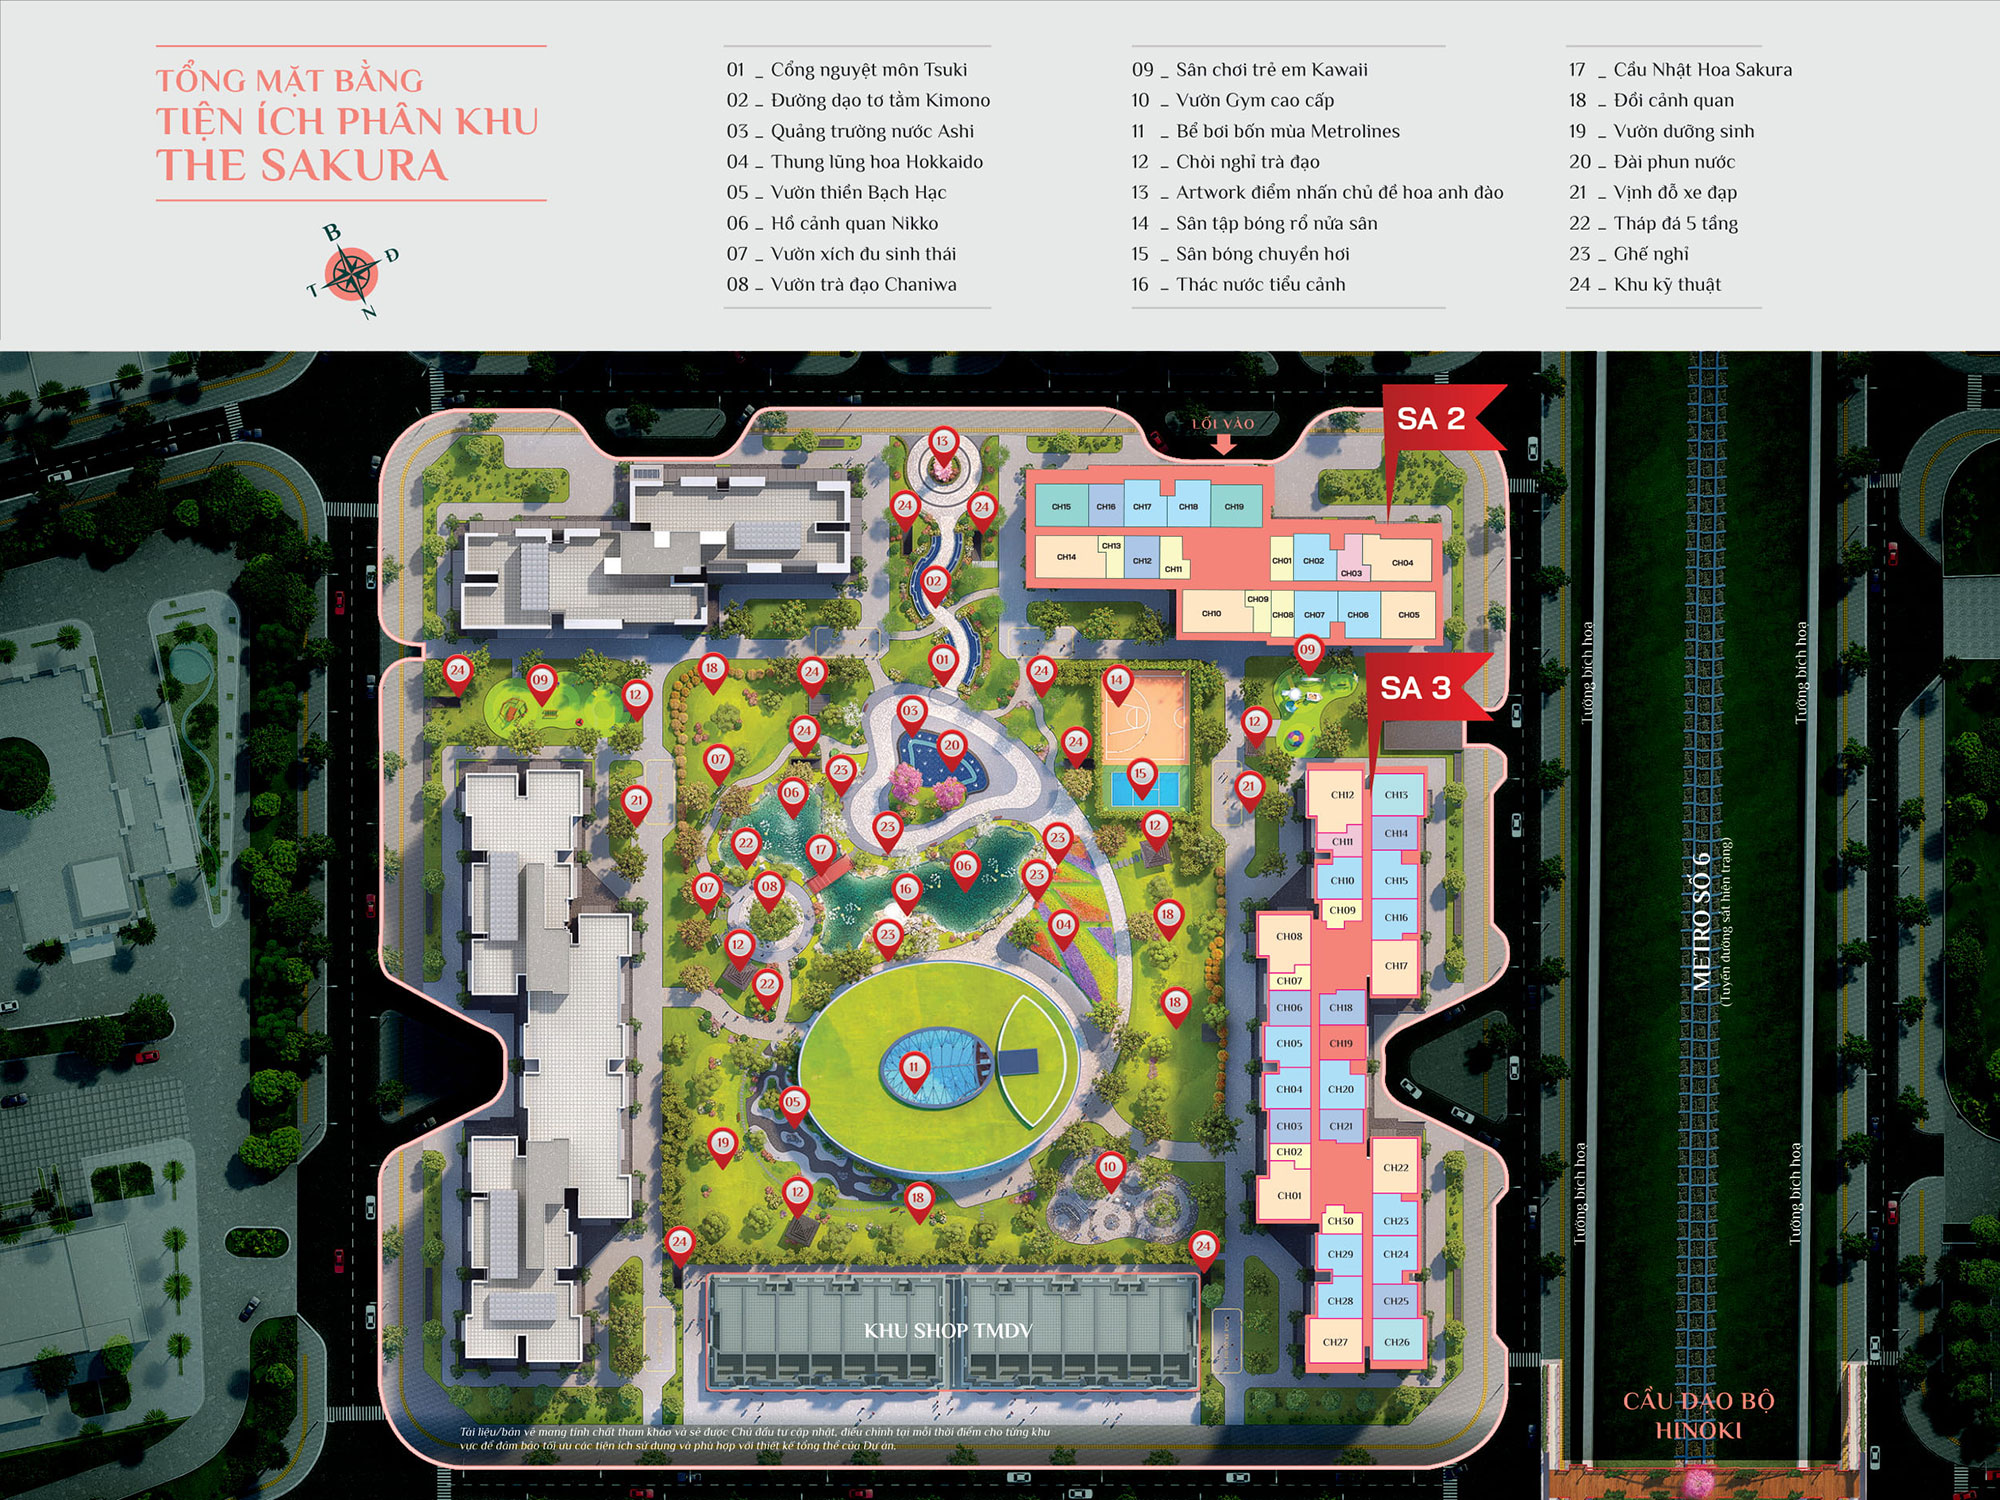 TỔNG MẶT BẰNG
TIỆN ÍCH PHÂN KHU
THE SAKURA
B
Đ
T
N
01 _ Cổng nguyệt môn Tsuki
02 _ Đường dạo tơ tằm Kimono
03 _ Quảng trường nước Ashi
04 _ Thung lũng hoa Hokkaido
05 _ Vườn thiền Bạch Hạc
06 _ Hồ cảnh quan Nikko
07 _ Vườn xích đu sinh thái
08 _ Vườn trà đạo Chaniwa
09 _ Sân chơi trẻ em Kawaii
10 _ Vườn Gym cao cấp
11 _ Bể bơi bốn mùa Metrolines
12 _ Chòi nghỉ trà đạo
13 _ Artwork điểm nhấn chủ đề hoa anh đào
14 _ Sân tập bóng rổ nửa sân
15 _ Sân bóng chuyền hơi
16 _ Thác nước tiểu cảnh
17 _ Cầu Nhật Hoa Sakura
18 _ Đồi cảnh quan
19 _ Vườn dưỡng sinh
20 _ Đài phun nước
21 _ Vịnh đỗ xe đạp
22 _ Tháp đá 5 tầng
23 _ Ghế nghỉ
24 _ Khu kỹ thuật
LỐI VÀO
SA 2
13
24 24
CH15 CH16 CH17 CH18 CH19
CH14 CH13 CH12 CH11 CH01 CH02 CH03 CH04
02
CH10 CH09 CH08 CH07 CH06 CH05
24 09 12 18 24 01 24 14 09
SA 3
03 12
07 24 23 20 24 15 21
21 06
CH12 CH13
22 17 23 23 12
CH11 CH14
07 08 16 06 23
CH10 CH15
12 23 04 18
CH09 CH16
CH08 CH17
22 18
CH07
CH06 CH18
CH05 CH19
11
CH04 CH20
05
CH03 CH21
19
CH02 CH22
12 18 10
CH01
CH30 CH23
24 24
CH29 CH24
CH28 CH25
CH27 CH26
KHU SHOP TMDV
Tường bích hoạ
Tường bích hoạ
METRO SỐ 6
(Tuyến đường sắt hiện trạng)
Tường bích hoạ
Tường bích hoạ
CẦU DẠO BỘ
HINOKI
Tài liệu/bản vẽ mang tính chất tham khảo và sẽ được Chủ đầu tư cập nhật, điều chỉnh tại mỗi thời điểm cho từng khu
vực để đảm bảo tối ưu các tiện ích sử dụng và phù hợp với thiết kế tổng thể của Dự án.